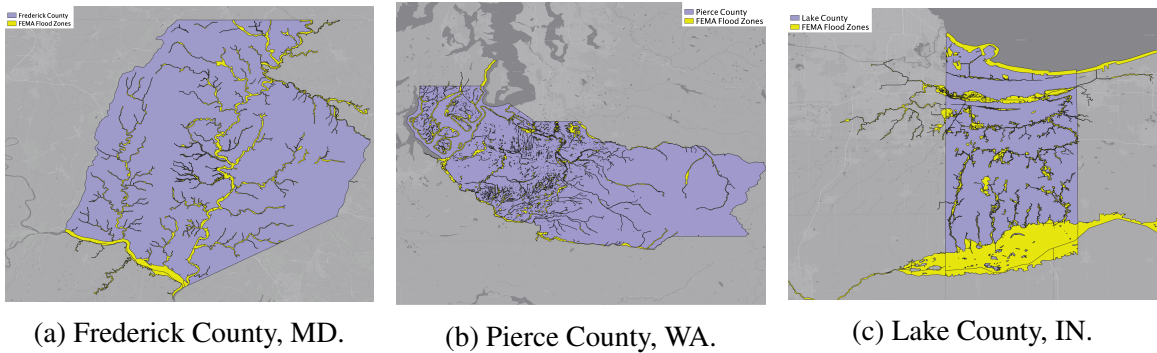 Frederick County
FEMA Flood Zones
Pierce County
FEMA Flood Zones
Lake County
FEMA Flood Zones
(a) Frederick County, MD.
(b) Pierce County, WA.
(c) Lake County, IN.